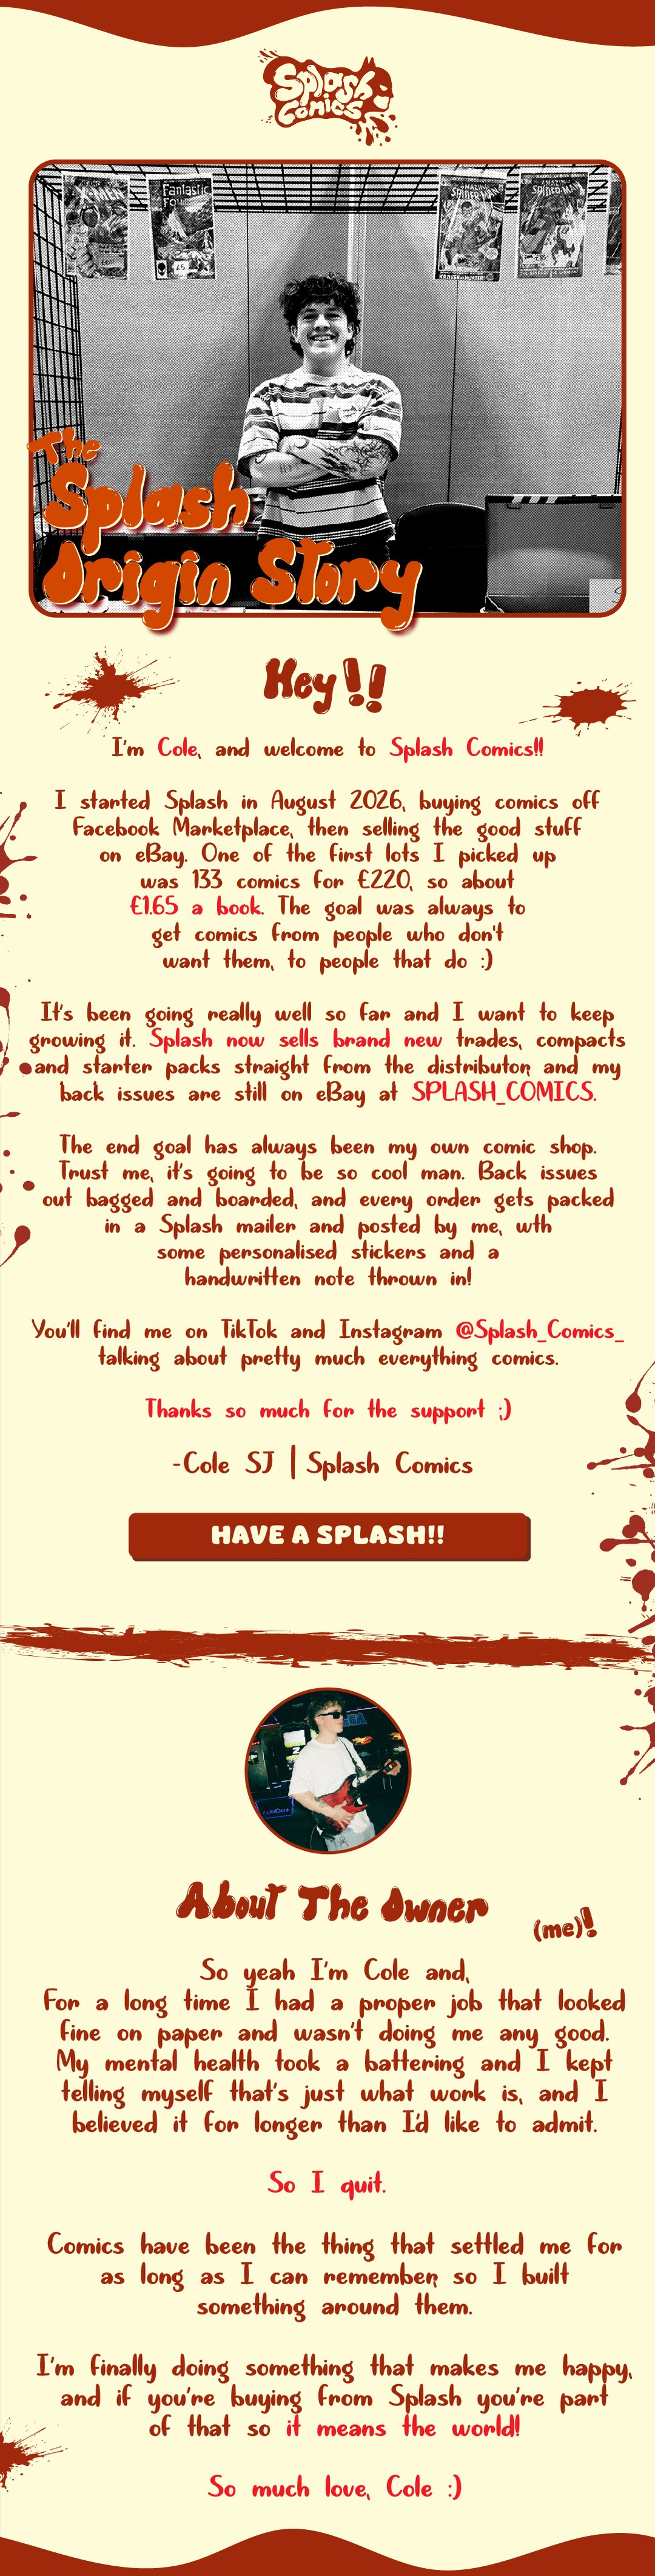 Splash
Comics
X-Men
Fantastic
Four
£5
SPIDER-MAN
SPIDER-MAN
The
Splash
Origin Story
Hey!!
I'm Cole, and welcome to Splash Comics!!
I started Splash in August 2026, buying comics off
Facebook Marketplace, then selling the good stuff
on eBay. One of the first lots I picked up
was 133 comics for £220, so about
£1.65 a book. The goal was always to
get comics from people who don't
want them, to people that do :)
It's been going really well so far and I want to keep
growing it. Splash now sells brand new trades, compacts
and starter packs straight from the distributor, and my
back issues are still on eBay at SPLASH_COMICS.
The end goal has always been my own comic shop.
Trust me, it's going to be so cool man. Back issues
out bagged and boarded, and every order gets packed
in a Splash mailer and posted by me, wth
some personalised stickers and a
handwritten note thrown in!
You'll find me on TikTok and Instagram @Splash_Comics_
talking about pretty much everything comics.
Thanks so much for the support ;)
-Cole SJ | Splash Comics
HAVE A SPLASH!!
About The Owner
(me)!
So yeah I'm Cole and,
For a long time I had a proper job that looked
fine on paper and wasn't doing me any good.
My mental health took a battering and I kept
telling myself that's just what work is, and I
believed it for longer than I'd like to admit.
So I quit.
Comics have been the thing that settled me for
as long as I can remember, so I built
something around them.
I'm finally doing something that makes me happy,
and if you're buying from Splash you're part
of that so it means the world!
So much love, Cole :)